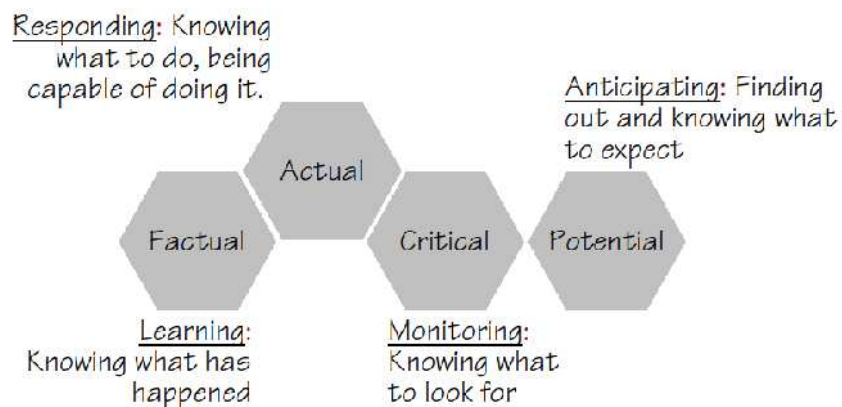 Responding: Knowing
what to do, being
capable of doing it.
Anticipating: Finding
out and knowing what
to expect
Actual
Factual
Critical
Potential
Learning:
Knowing what has
happened
Monitoring:
Knowing what
to look for